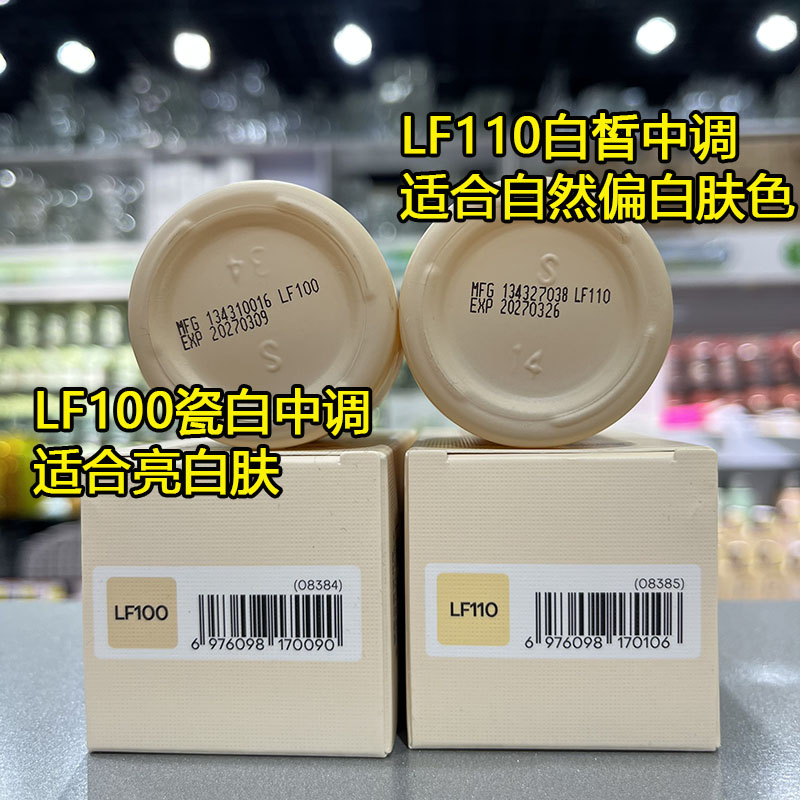 LF110白皙中调
适合自然偏白肤色
34
MFG 134310016 LF100
EXP 20270309
S
S
MFG 134327038 LF110
EXP 20270326
14
LF100瓷白中调
适合亮白肤
(08384)
LF100
6 976098 170090
(08385)
LF110
6 976098 170106